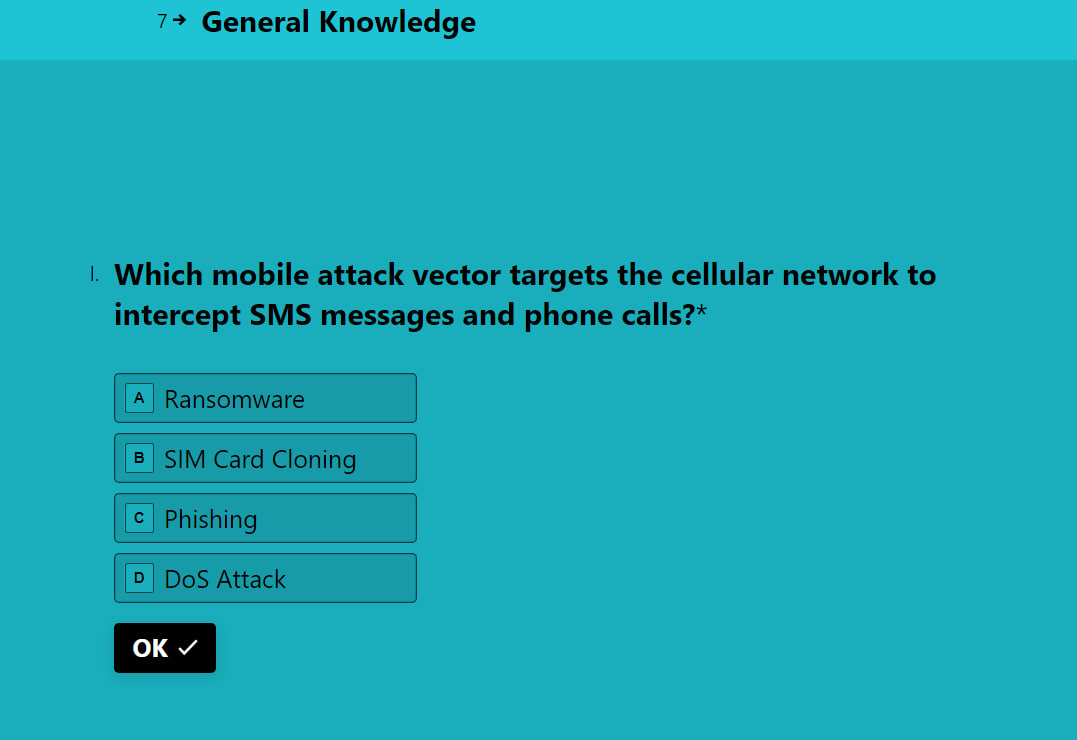 7→ General Knowledge
I. Which mobile attack vector targets the cellular network to
intercept SMS messages and phone calls?*
A Ransomware
B SIM Card Cloning
C Phishing
D DoS Attack
OK ✓